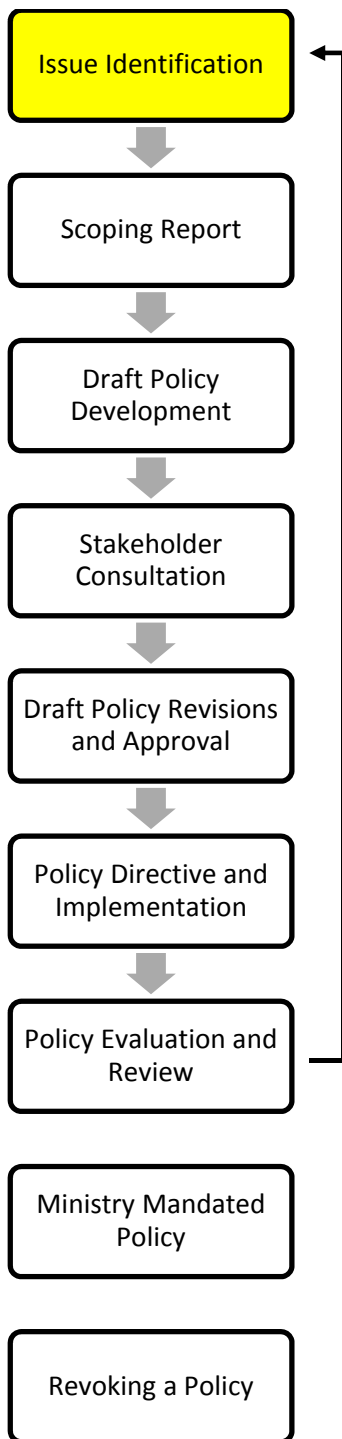 Issue Identification
Scoping Report
Draft Policy
Development
Stakeholder
Consultation
Draft Policy Revisions
and Approval
Policy Directive and
Implementation
Policy Evaluation and
Review
Ministry Mandated
Policy
Revoking a Policy